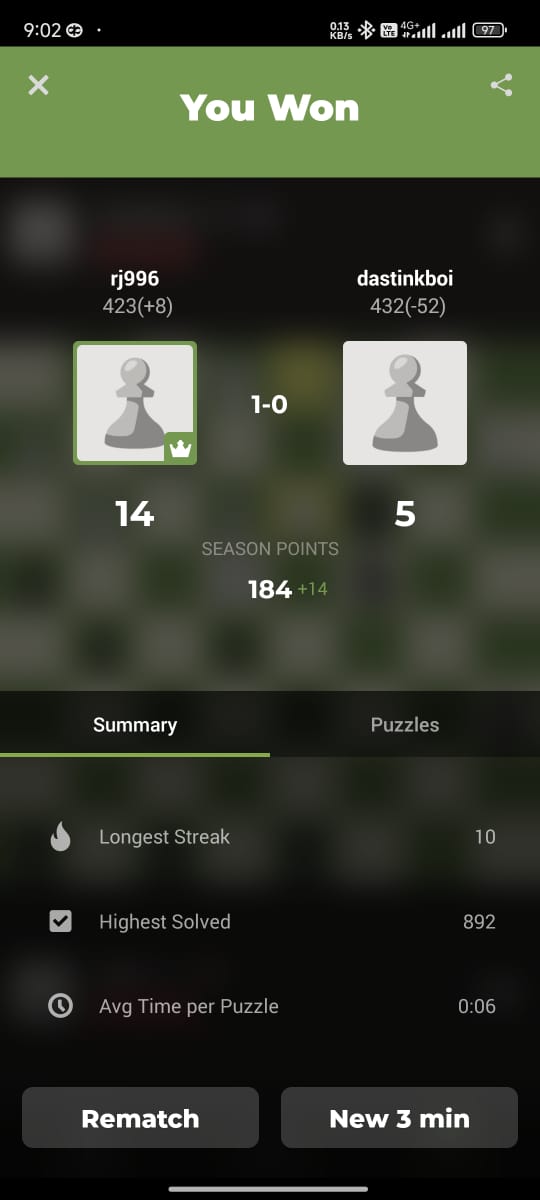 9:02
0.13
KB/s
Vo
LTE
4G+
97
You Won
rj996
dastinkboi
423(+8)
432(-52)
1-0
14
5
SEASON POINTS
184 +14
Summary
Puzzles
Longest Streak
10
Highest Solved
892
Avg Time per Puzzle
0:06
Rematch
New 3 min